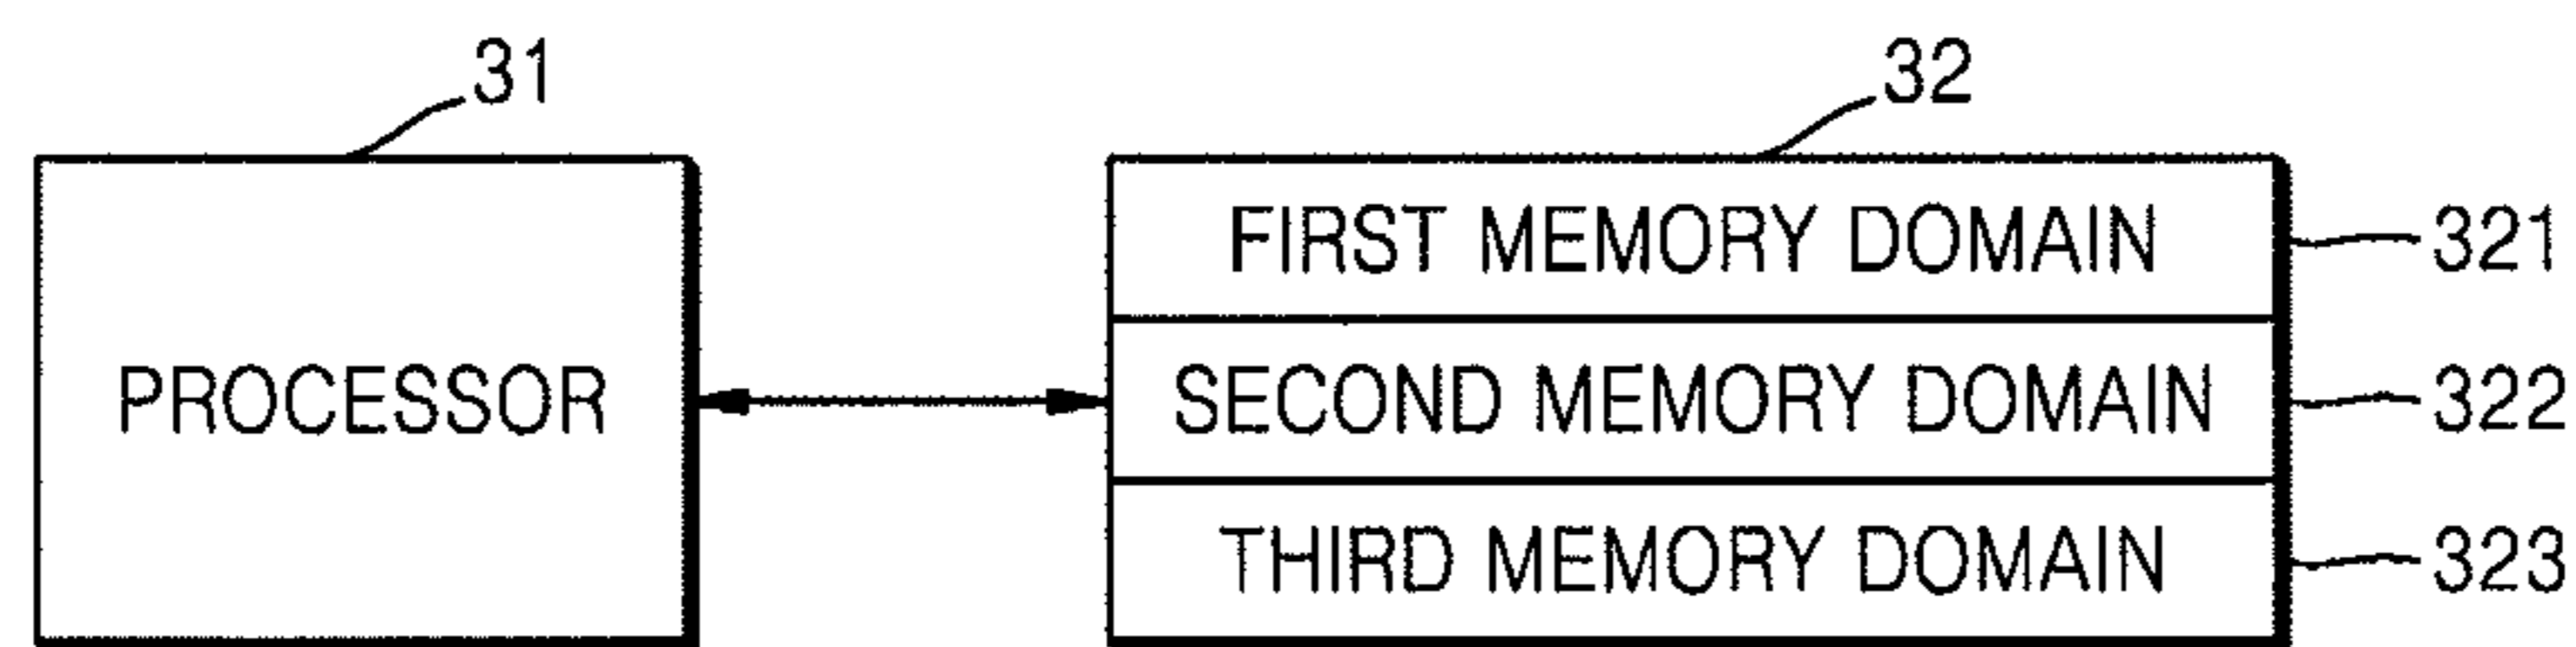 31
32
FIRST MEMORY DOMAIN
321
PROCESSOR
SECOND MEMORY DOMAIN
322
THIRD MEMORY DOMAIN
323